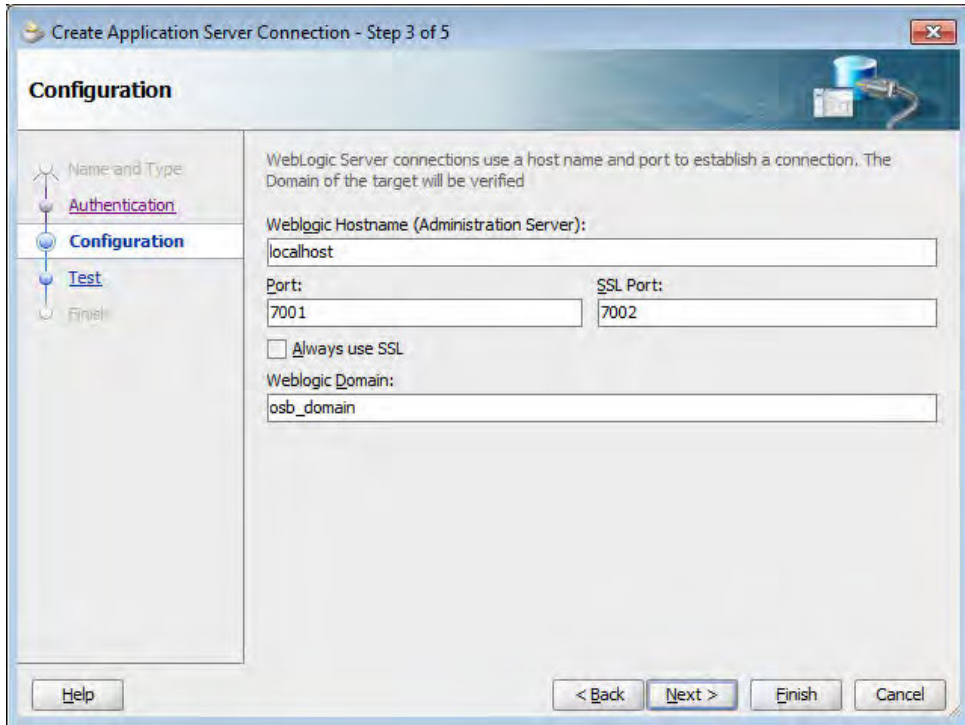 Create Application Server Connection - Step 3 of 5
Configuration
Name and Type
Authentication
Configuration
Test
Finish
WebLogic Server connections use a host name and port to establish a connection. The
Domain of the target will be verified
Weblogic Hostname (Administration Server):
localhost
Port: SSL Port:
7001 7002
Always use SSL
Weblogic Domain:
osb_domain
Help < Back Next > Finish Cancel